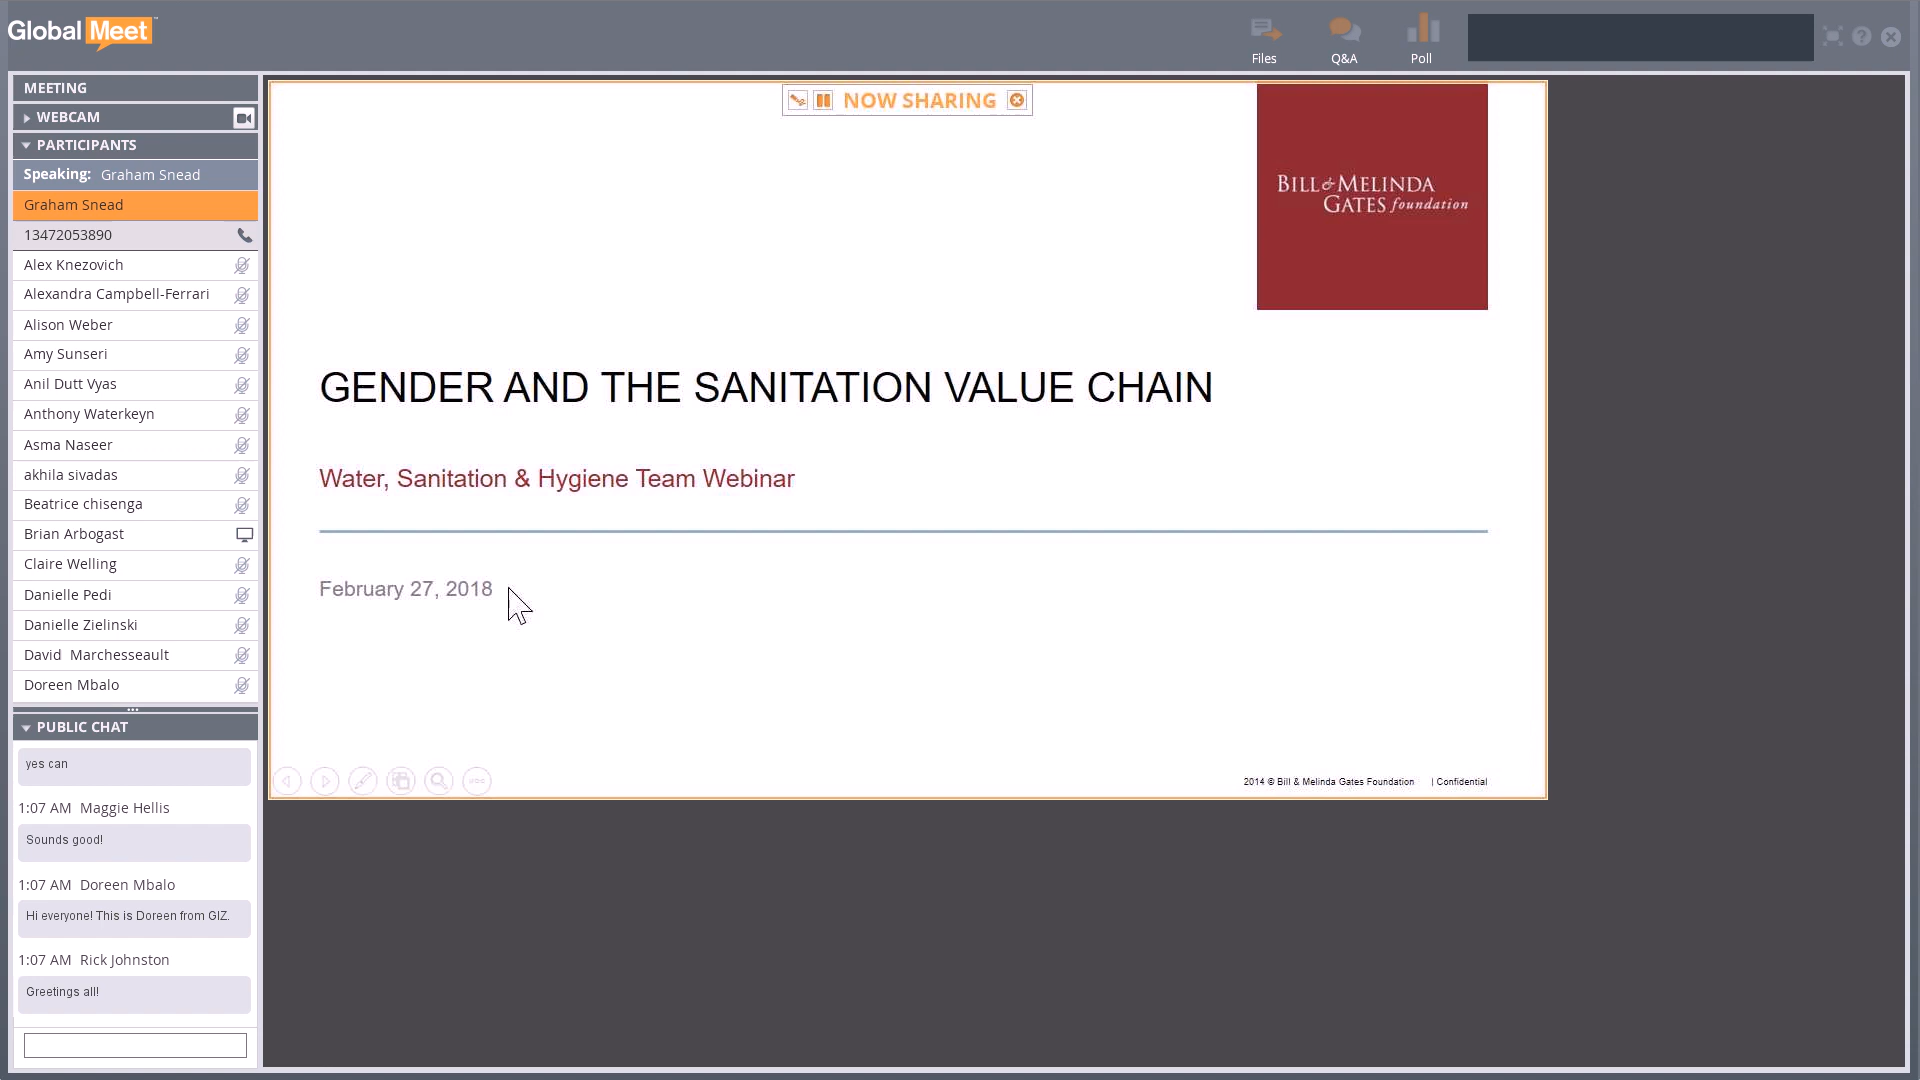 GlobalMeet™
Files
Q&A
Poll
MEETING
WEBCAM
PARTICIPANTS
Speaking: Graham Snead
Graham Snead
13472053890
Alex Knezovich
Alexandra Campbell-Ferrari
Alison Weber
Amy Sunseri
Anil Dutt Vyas
Anthony Waterkeyn
Asma Naseer
akhila sivadas
Beatrice chisenga
Brian Arbogast
Claire Welling
Danielle Pedi
Danielle Zielinski
David  Marchesseault
Doreen Mbalo
PUBLIC CHAT
yes can
1:07 AM  Maggie Hellis
Sounds good!
1:07 AM  Doreen Mbalo
Hi everyone! This is Doreen from GIZ.
1:07 AM  Rick Johnston
Greetings all!
NOW SHARING
BILL & MELINDA
GATES foundation
GENDER AND THE SANITATION VALUE CHAIN
Water, Sanitation & Hygiene Team Webinar
February 27, 2018
2014 © Bill & Melinda Gates Foundation | Confidential